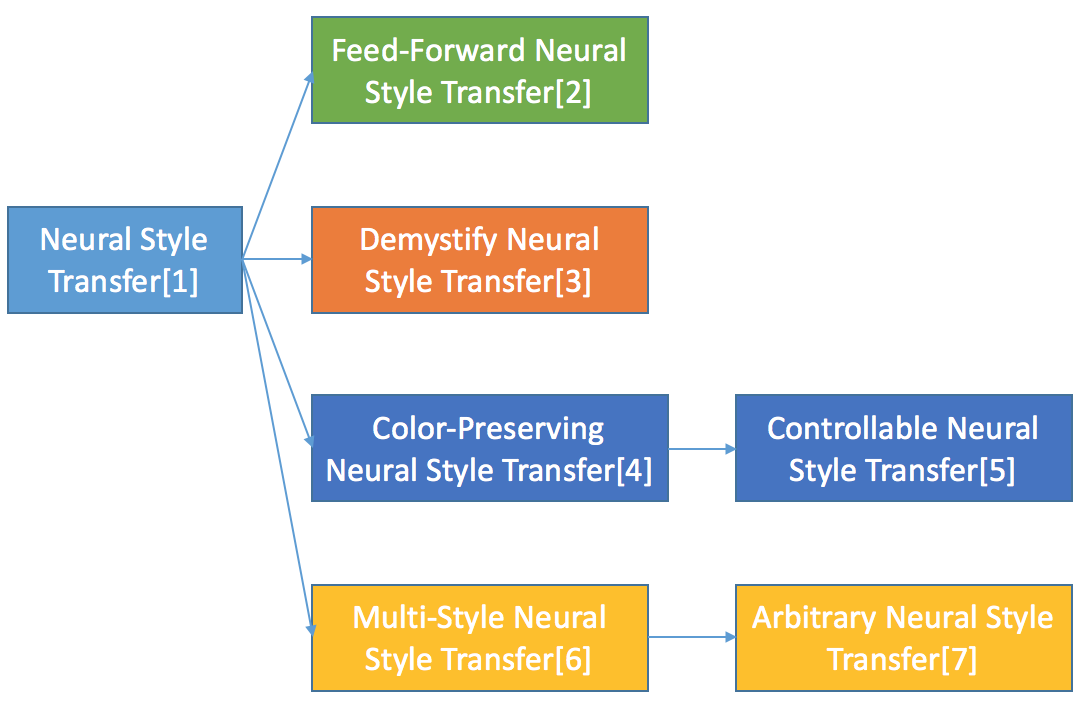 Feed-Forward Neural
Style Transfer[2]
Neural Style
Transfer[1]
Demystify Neural
Style Transfer[3]
Color-Preserving
Neural Style Transfer[4]
Controllable Neural
Style Transfer[5]
Multi-Style Neural
Style Transfer[6]
Arbitrary Neural Style
Transfer[7]